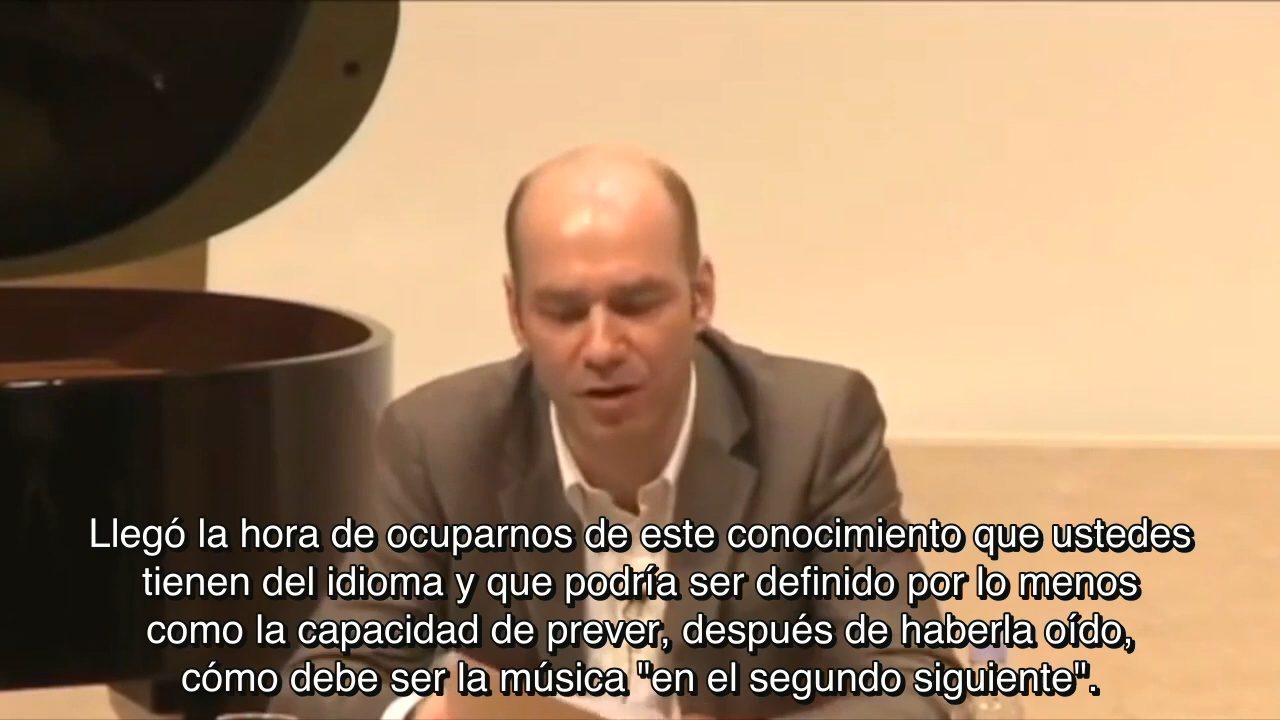 Llegó la hora de ocuparnos de este conocimiento que ustedes
tienen del idioma y que podría ser definido por lo menos
como la capacidad de prever, después de haberla oído,
cómo debe ser la música "en el segundo siguiente".